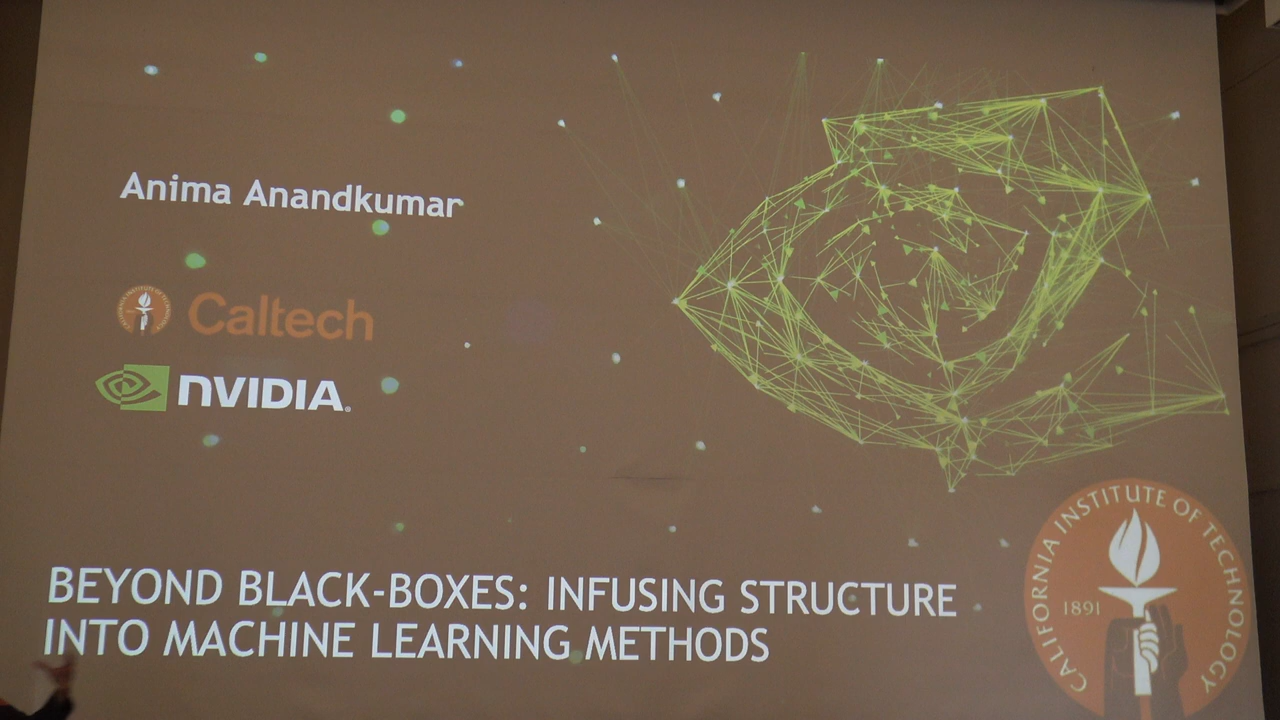 Anima Anandkumar
Caltech
NVIDIA.
BEYOND BLACK-BOXES: INFUSING STRUCTURE
INTO MACHINE LEARNING METHODS
CALIFORNIA INSTITUTE OF TECHNOLOGY
1891